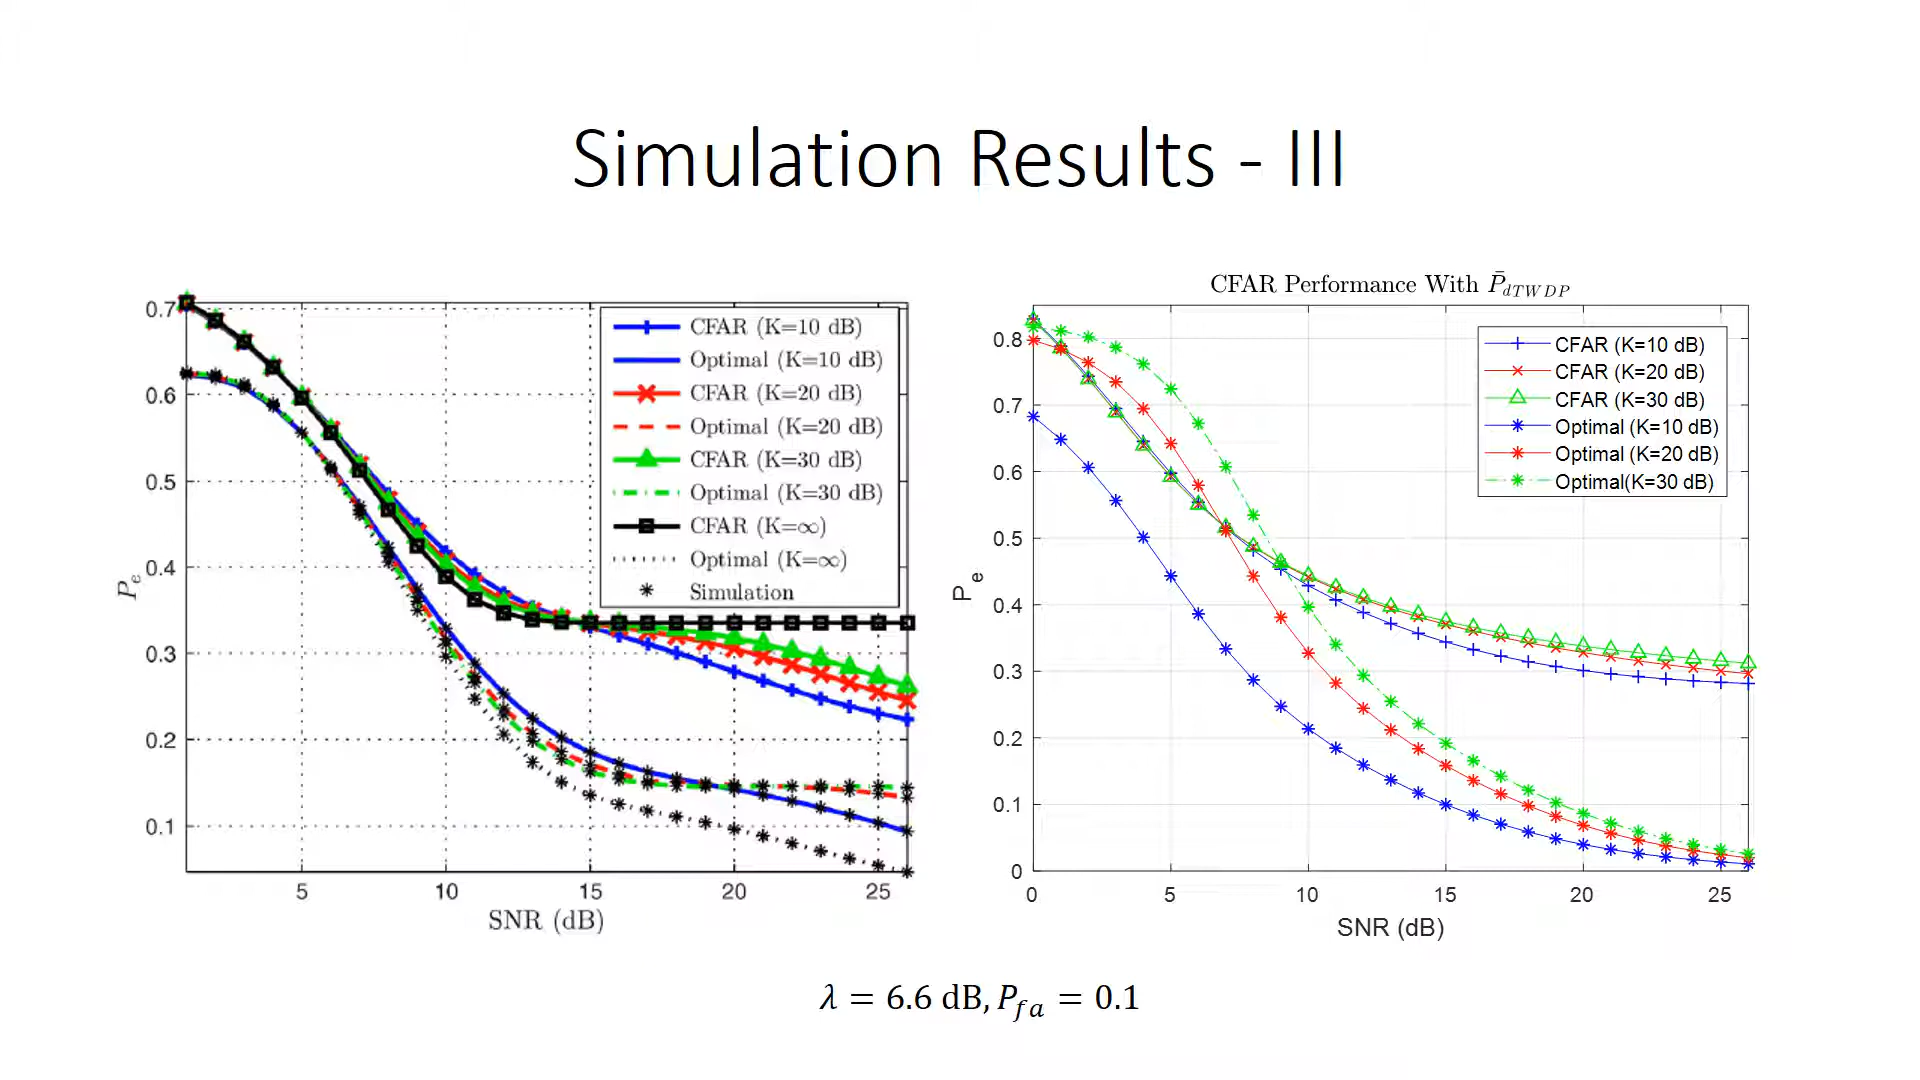 Simulation Results - III
0.7
0.6
0.5
0.4
0.3
0.2
0.1
P_e
5 10 15 20 25
SNR (dB)
CFAR (K=10 dB)
Optimal (K=10 dB)
CFAR (K=20 dB)
Optimal (K=20 dB)
CFAR (K=30 dB)
Optimal (K=30 dB)
CFAR (K=∞)
Optimal (K=∞)
Simulation
CFAR Performance With P̄_dTWDP
0.8
0.7
0.6
0.5
0.4
0.3
0.2
0.1
0
P_e
0 5 10 15 20 25
SNR (dB)
CFAR (K=10 dB)
CFAR (K=20 dB)
CFAR (K=30 dB)
Optimal (K=10 dB)
Optimal (K=20 dB)
Optimal(K=30 dB)
λ = 6.6 dB, P_fa = 0.1